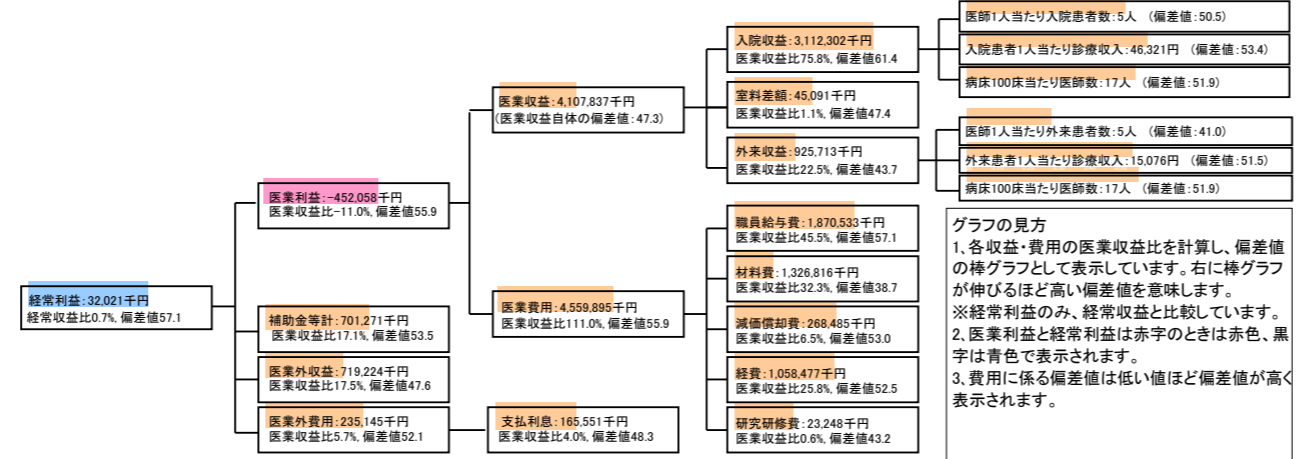 経常利益:32,021千円
経常収益比0.7%, 偏差値57.1
医業利益:-452,058千円
医業収益比-11.0%, 偏差値55.9
補助金等計:701,271千円
医業収益比17.1%, 偏差値53.5
医業外収益:719,224千円
医業収益比17.5%, 偏差値47.6
医業外費用:235,145千円
医業収益比5.7%, 偏差値52.1
医業収益:4,107,837千円
(医業収益自体の偏差値:47.3)
医業費用:4,559,895千円
医業収益比111.0%, 偏差値55.9
支払利息:165,551千円
医業収益比4.0%, 偏差値48.3
入院収益:3,112,302千円
医業収益比75.8%, 偏差値61.4
室料差額:45,091千円
医業収益比1.1%, 偏差値47.4
外来収益:925,713千円
医業収益比22.5%, 偏差値43.7
職員給与費:1,870,533千円
医業収益比45.5%, 偏差値57.1
材料費:1,326,816千円
医業収益比32.3%, 偏差値38.7
減価償却費:268,485千円
医業収益比6.5%, 偏差値53.0
経費:1,058,477千円
医業収益比25.8%, 偏差値52.5
研究研修費:23,248千円
医業収益比0.6%, 偏差値43.2
医師1人当たり入院患者数:5人 (偏差値:50.5)
入院患者1人当たり診療収入:46,321円 (偏差値:53.4)
病床100床当たり医師数:17人 (偏差値:51.9)
医師1人当たり外来患者数:5人 (偏差値:41.0)
外来患者1人当たり診療収入:15,076円 (偏差値:51.5)
病床100床当たり医師数:17人 (偏差値:51.9)
グラフの見方
1、各収益・費用の医業収益比を計算し、偏差値
の棒グラフとして表示しています。右に棒グラフ
が伸びるほど高い偏差値を意味します。
※経常利益のみ、経常収益と比較しています。
2、医業利益と経常利益は赤字のときは赤色、黒
字は青色で表示されます。
3、費用に係る偏差値は低い値ほど偏差値が高く
表示されます。